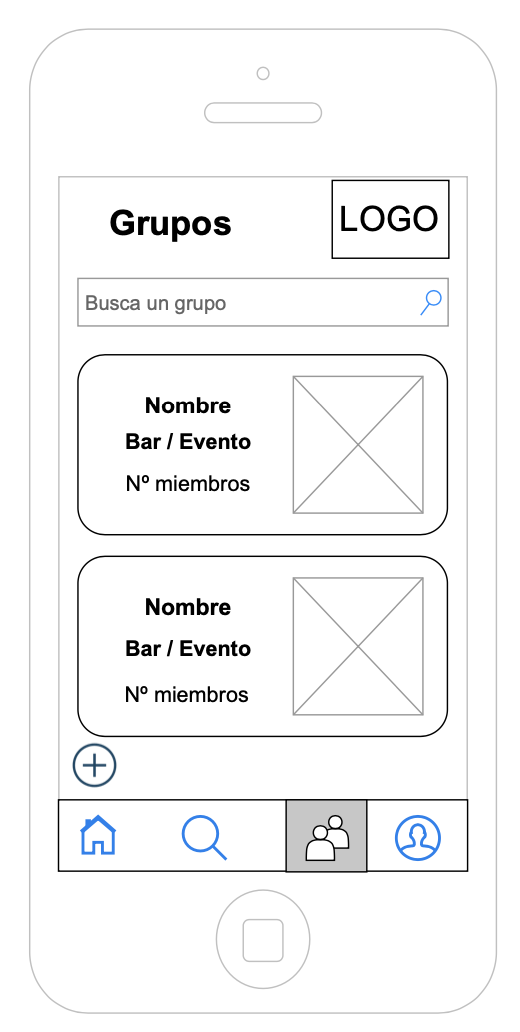 Grupos
LOGO
Busca un grupo
Nombre
Bar / Evento
Nº miembros
Nombre
Bar / Evento
Nº miembros